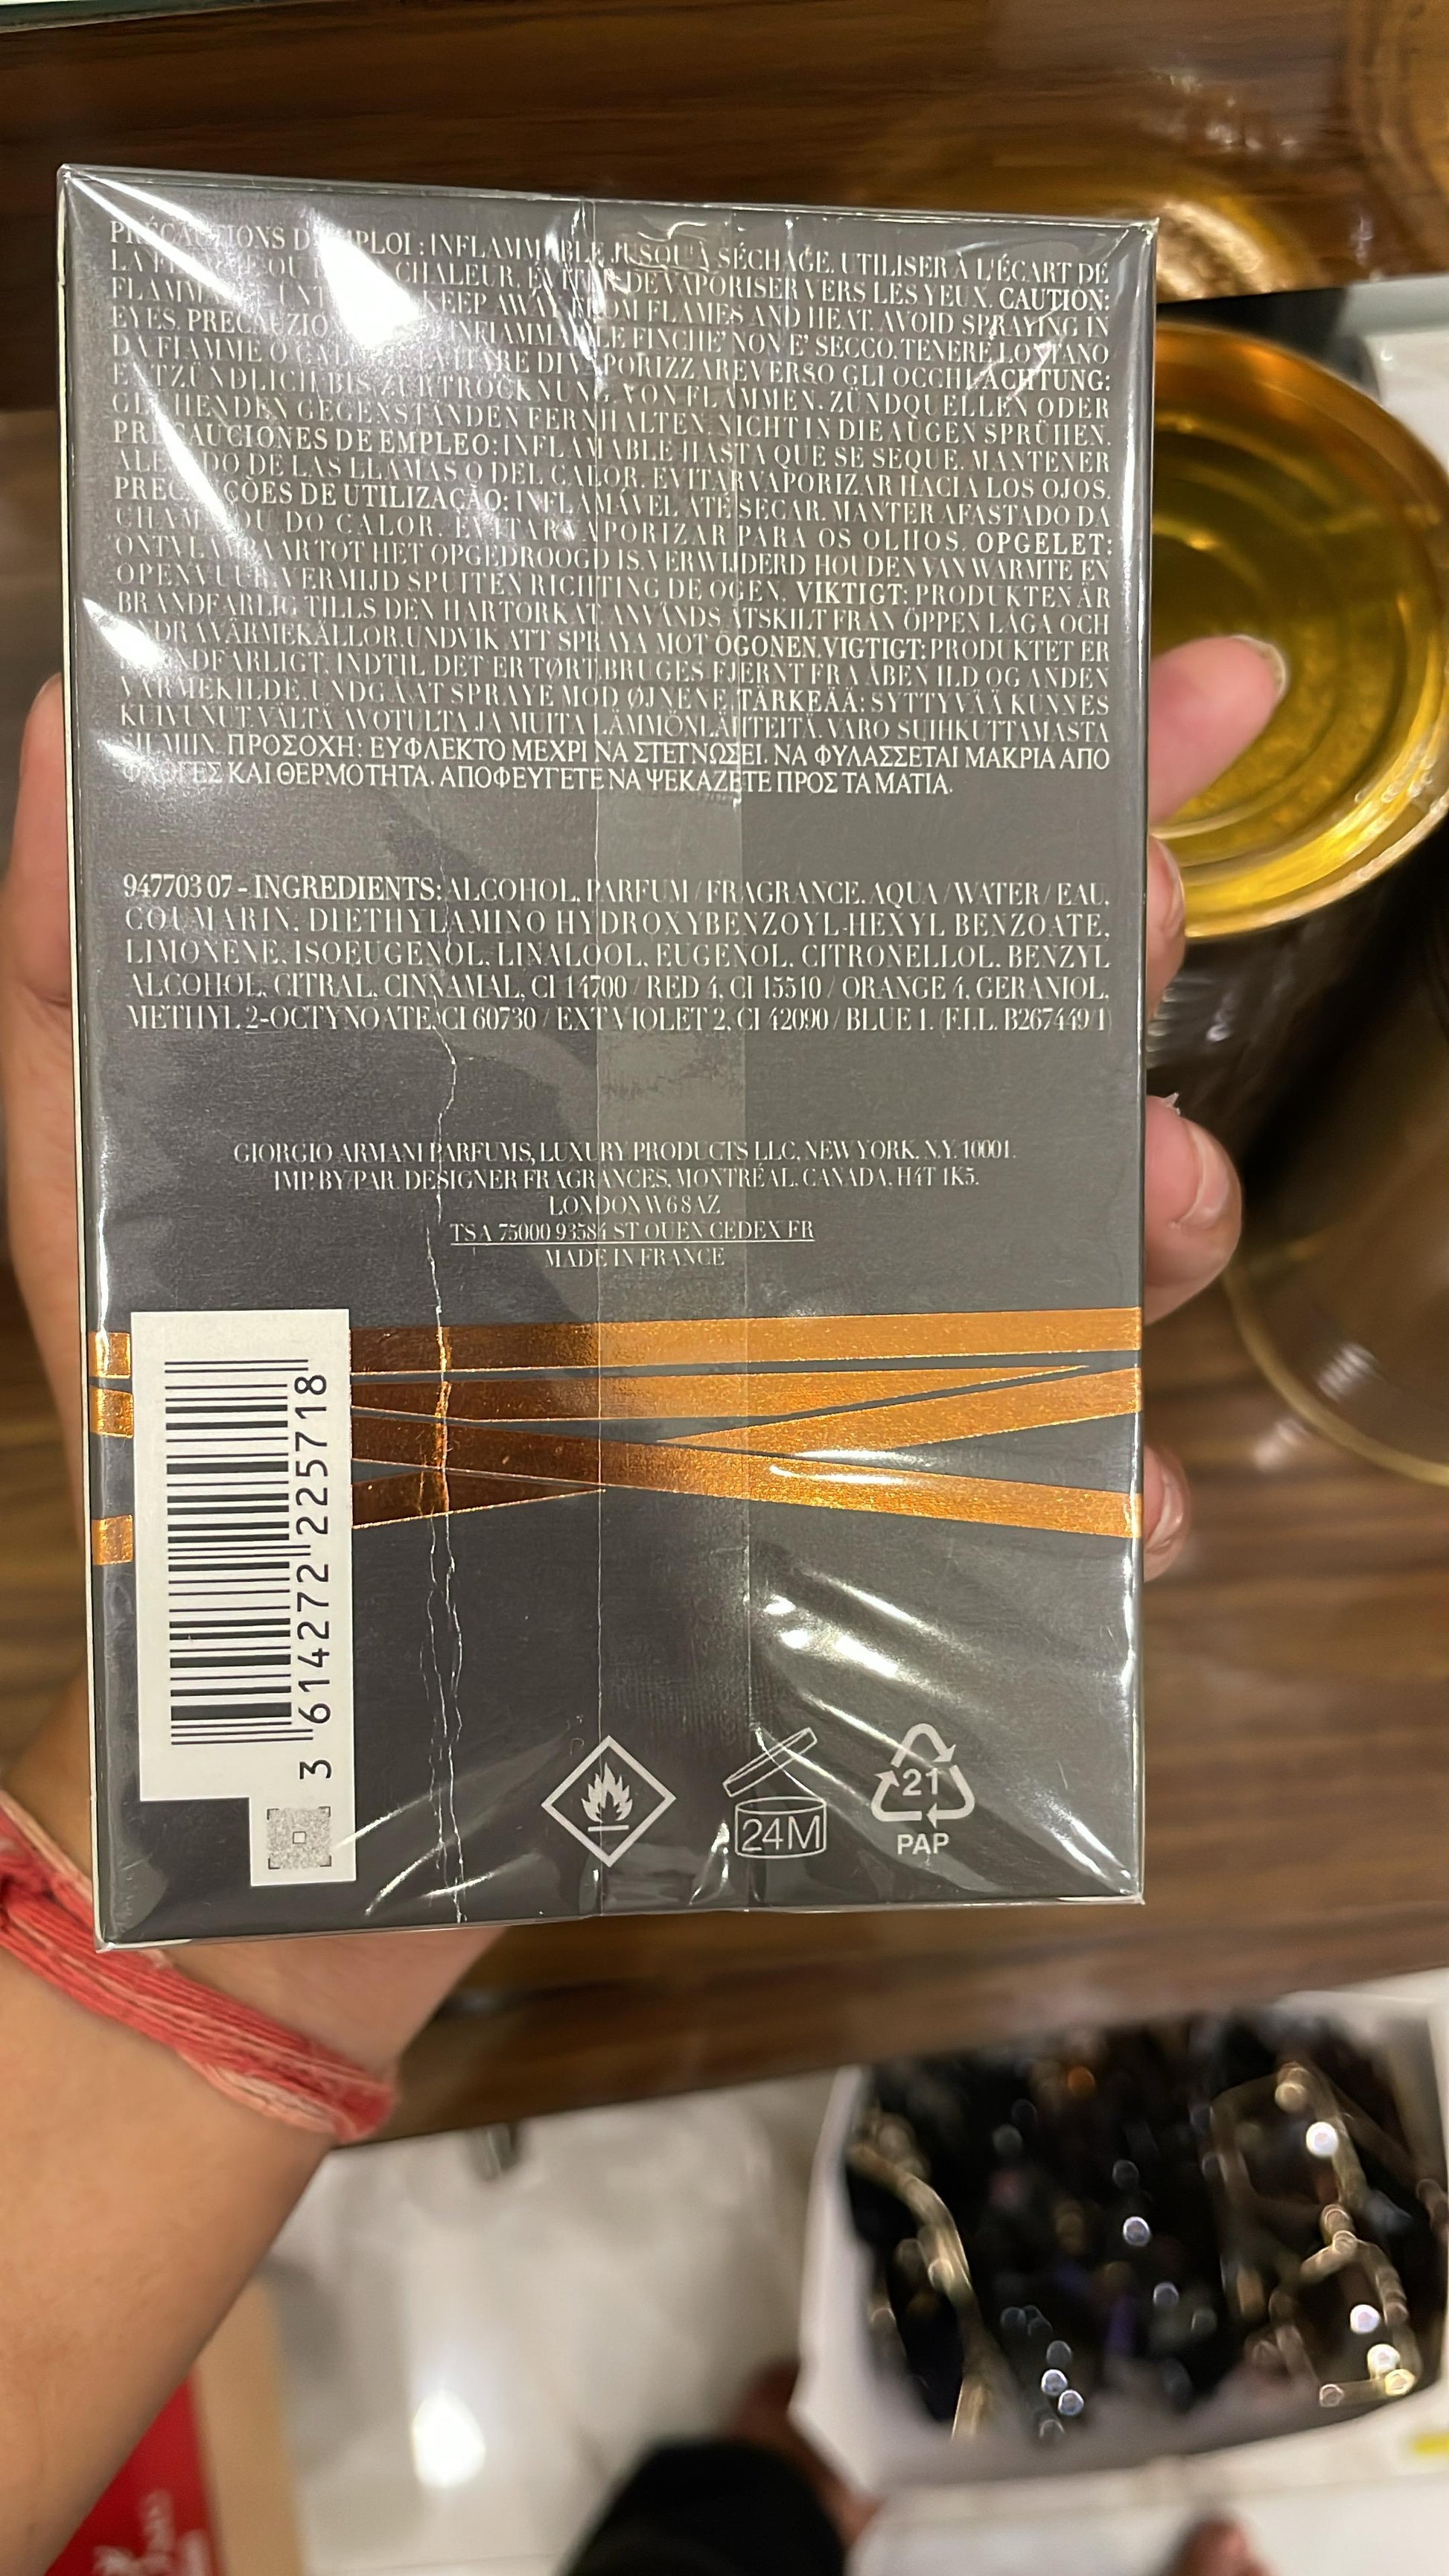 PRÉCAUTIONS D'EMPLOI : INFLAMMABLE JUSQU'À SÉCHAGE. UTILISER À L'ÉCART DE
LA OU CHALEUR. ÉVITER DE VAPORISER VERS LES YEUX. CAUTION:
KEEP AWAY FROM FLAMES AND HEAT. AVOID SPRAYING IN
EYES. PRECAUZIONI INFIAMMABILE FINCHE' NON E' SECCO. TENERE LONTANO
DA FIAMME O EVITARE DI VAPORIZZARE VERSO GLI OCCHI. ACHTUNG:
ENTZÜNDLICH BIS ZUR TROCKNUNG. VON FLAMMEN, ZÜNDQUELLEN ODER
GLÜHENDEN GEGENSTÄNDEN FERNHALTEN. NICHT IN DIE AUGEN SPRÜHEN.
PRECAUCIONES DE EMPLEO: INFLAMABLE HASTA QUE SE SEQUE. MANTENER
ALEJADO DE LAS LLAMAS O DEL CALOR. EVITAR VAPORIZAR HACIA LOS OJOS.
PRECAUÇÕES DE UTILIZAÇÃO: INFLAMÁVEL ATÉ SECAR. MANTER AFASTADO DA
CHAMA OU DO CALOR. EVITAR VAPORIZAR PARA OS OLHOS. OPGELET:
ONTVLAMBAAR TOT HET OPGEDROOGD IS. VERWIJDERD HOUDEN VAN WARMTE EN
OPEN VUUR. VERMIJD SPUITEN RICHTING DE OGEN. VIKTIGT: PRODUKTEN ÄR
BRANDFARLIG TILLS DEN HAR TORKAT. ANVÄNDS ÅTSKILT FRÅN ÖPPEN LÅGA OCH
ANDRA VÄRMEKÄLLOR. UNDVIK ATT SPRAYA MOT ÖGONEN. VIGTIGT: PRODUKTET ER
BRANDFARLIGT, INDTIL DET ER TØRT. BRUGES FJERNT FRA ÅBEN ILD OG ANDEN
VARMEKILDE. UNDGÅ AT SPRAYE MOD ØJNENE. TÄRKEÄÄ: SYTTYVÄÄ KUNNES
KUIVUNUT. VÄLTÄ AVOTULTA JA MUITA LÄMMÖNLÄHTEITÄ. VARO SUIHKUTTAMASTA
SILMIIN. ΠΡΟΣΟΧΗ: ΕΥΦΛΕΚΤΟ ΜΕΧΡΙ ΝΑ ΣΤΕΓΝΩΣΕΙ. ΝΑ ΦΥΛΑΣΣΕΤΑΙ ΜΑΚΡΙΑ ΑΠΟ
ΦΛΟΓΕΣ ΚΑΙ ΘΕΡΜΟΤΗΤΑ. ΑΠΟΦΕΥΓΕΤΕ ΝΑ ΨΕΚΑΖΕΤΕ ΠΡΟΣ ΤΑ ΜΑΤΙΑ.
947703 07 - INGREDIENTS: ALCOHOL, PARFUM / FRAGRANCE, AQUA / WATER / EAU,
COUMARIN, DIETHYLAMINO HYDROXYBENZOYL HEXYL BENZOATE,
LIMONENE, ISOEUGENOL, LINALOOL, EUGENOL, CITRONELLOL, BENZYL
ALCOHOL, CITRAL, CINNAMAL, CI 14700 / RED 4, CI 15510 / ORANGE 4, GERANIOL,
METHYL 2-OCTYNOATE, CI 60730 / EXT VIOLET 2, CI 42090 / BLUE 1. (F.I.L. B267449/1)
GIORGIO ARMANI PARFUMS, LUXURY PRODUCTS LLC, NEW YORK, N.Y. 10001.
IMP. BY/PAR. DESIGNER FRAGRANCES, MONTRÉAL, CANADA, H4T 1K5.
LONDON W6 8AZ
TSA 75000 93584 ST OUEN CEDEX FR
MADE IN FRANCE
3 614272 225718
24M
21
PAP